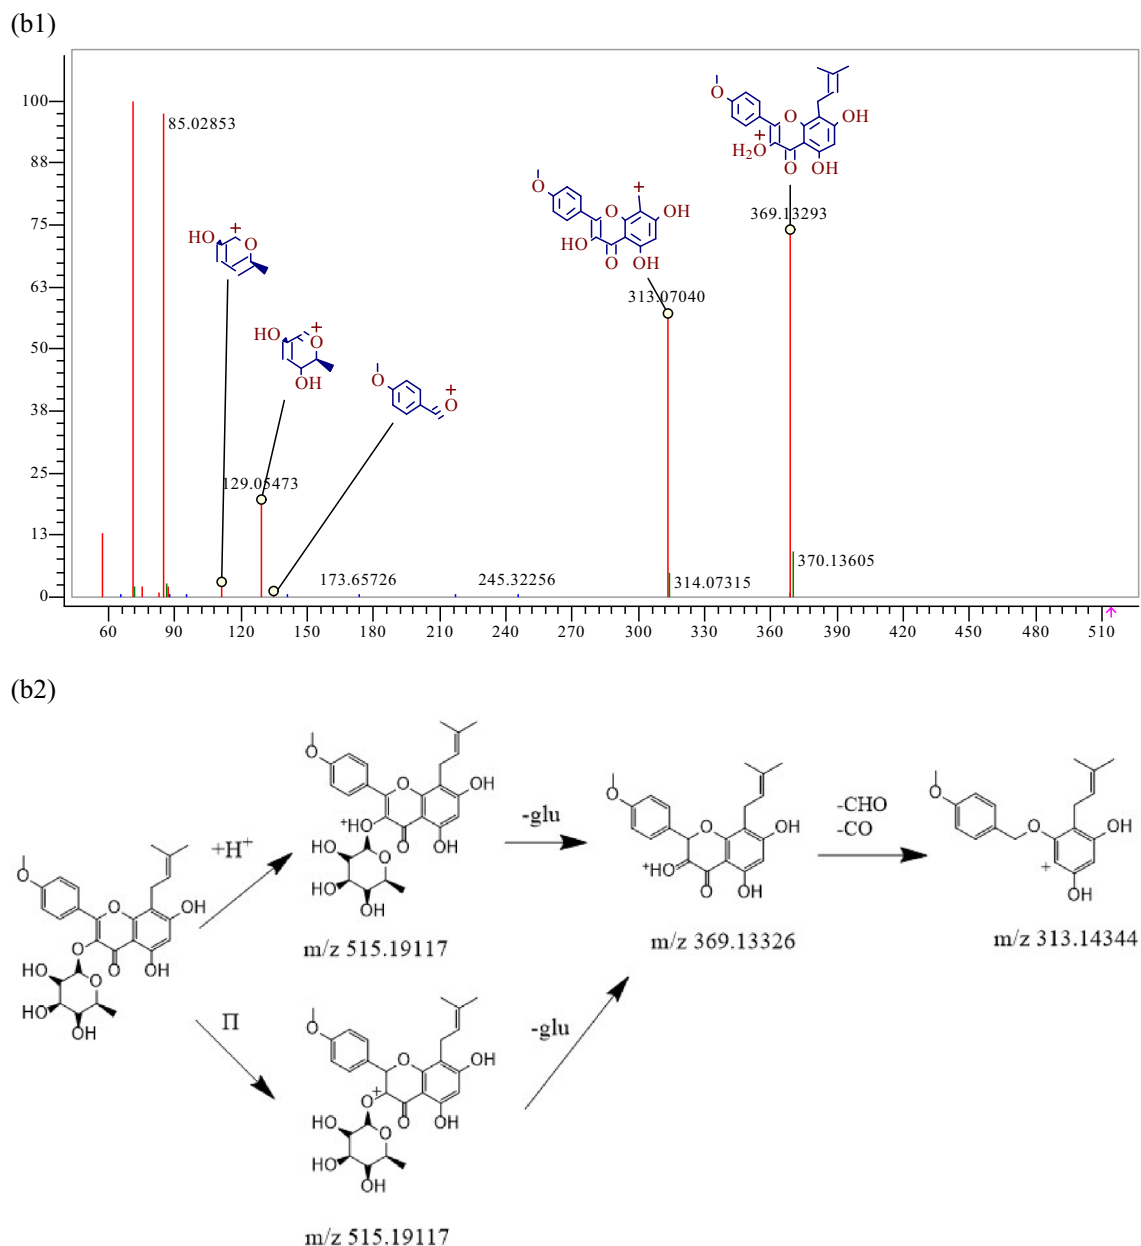 (b1)
100
88
75
63
50
38
25
13
0
85.02853
129.05473
173.65726
245.32256
313.07040
314.07315
369.13293
370.13605
HO
+
O
HO
+
O
OH
O
+
O
O
O
+
OH
HO
O
OH
O
O
OH
+
H2O
O
OH
60 90 120 150 180 210 240 270 300 330 360 390 420 450 480 510
(b2)
O
O
OH
O
O
OH
HO
O
HO
OH
+H+
O
O
OH
+HO
O
OH
HO
O
HO
OH
m/z 515.19117
-glu
O
O
OH
+HO
O
OH
m/z 369.13326
-CHO
-CO
O
O
OH
+
OH
m/z 313.14344
Π
O
O
OH
+
O
O
OH
HO
O
HO
OH
m/z 515.19117
-glu